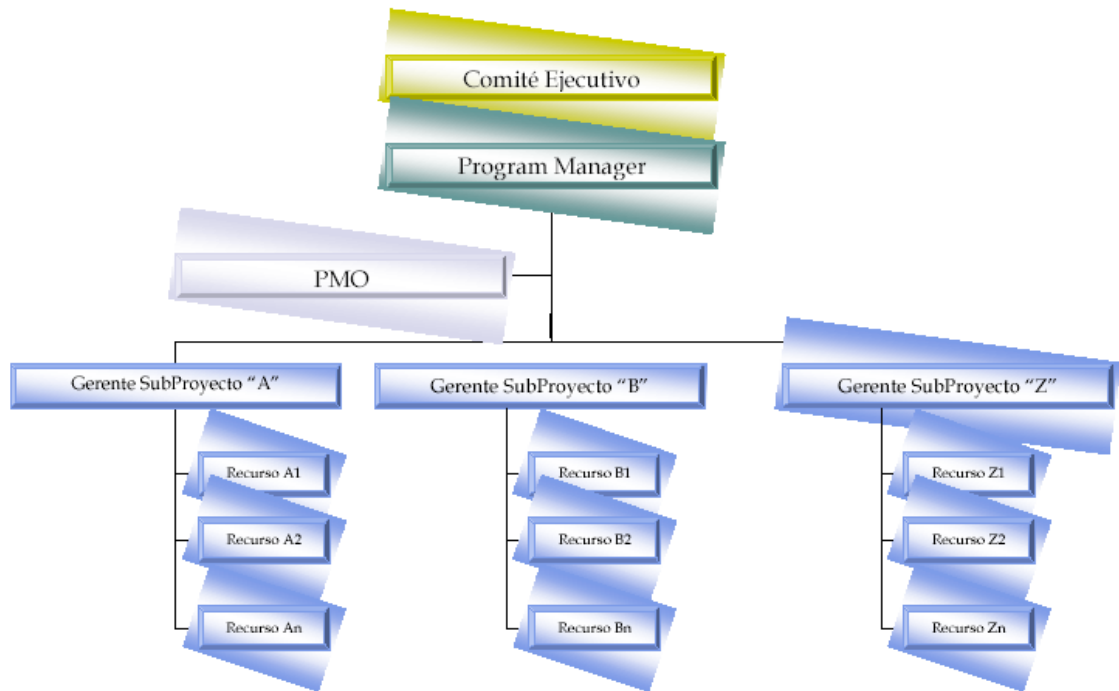 Comité Ejecutivo
Program Manager
PMO
Gerente SubProyecto “A”
Gerente SubProyecto “B”
Gerente SubProyecto “Z”
Recurso A1
Recurso B1
Recurso Z1
Recurso A2
Recurso B2
Recurso Z2
Recurso An
Recurso Bn
Recurso Zn